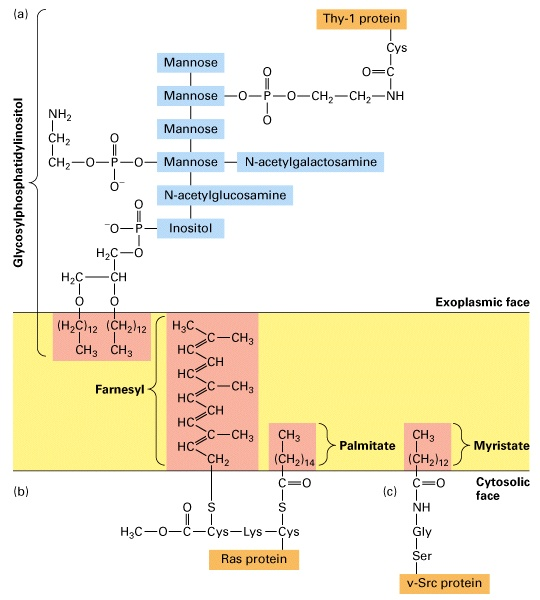 (a)
Thy-1 protein
Cys
Mannose
O
O=C
Mannose—O—P—O—CH₂—CH₂—NH
O
Mannose
NH₂
CH₂
O
CH₂—O—P—O—Mannose—N-acetylgalactosamine
O⁻
N-acetylglucosamine
O
⁻O—P—Inositol
H₂C—O
H₂C—CH
O O
Glycosylphosphatidylinositol
Exoplasmic face
(H₂C)₁₂ (CH₂)₁₂
CH₃ CH₃
H₃C
C—CH₃
HC
CH
HC
C—CH₃
HC
CH
HC
C—CH₃
HC
CH₂
Farnesyl
CH₃
(CH₂)₁₄
Palmitate
CH₃
(CH₂)₁₂
Myristate
Cytosolic
face
(b)
C=O
(c)
C=O
O S S NH
H₃C—O—C—Cys—Lys—Cys
Gly
Ras protein
Ser
v-Src protein